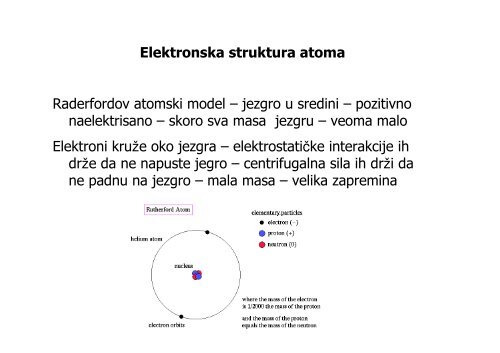 Elektronska struktura atoma
Raderfordov atomski model – jezgro u sredini – pozitivno
naelektrisano – skoro sva masa jezgru – veoma malo
Elektroni kruže oko jezgra – elektrostatičke interakcije ih
drže da ne napuste jegro – centrifugalna sila ih drži da
ne padnu na jezgro – mala masa – velika zapremina
Rutherford Atom
elementary particles
electron (−)
proton (+)
neutron (0)
helium atom
nucleus
where the mass of the electron
is 1/2000 the mass of the proton
and the mass of the proton
equals the mass of the neutron
electron orbits